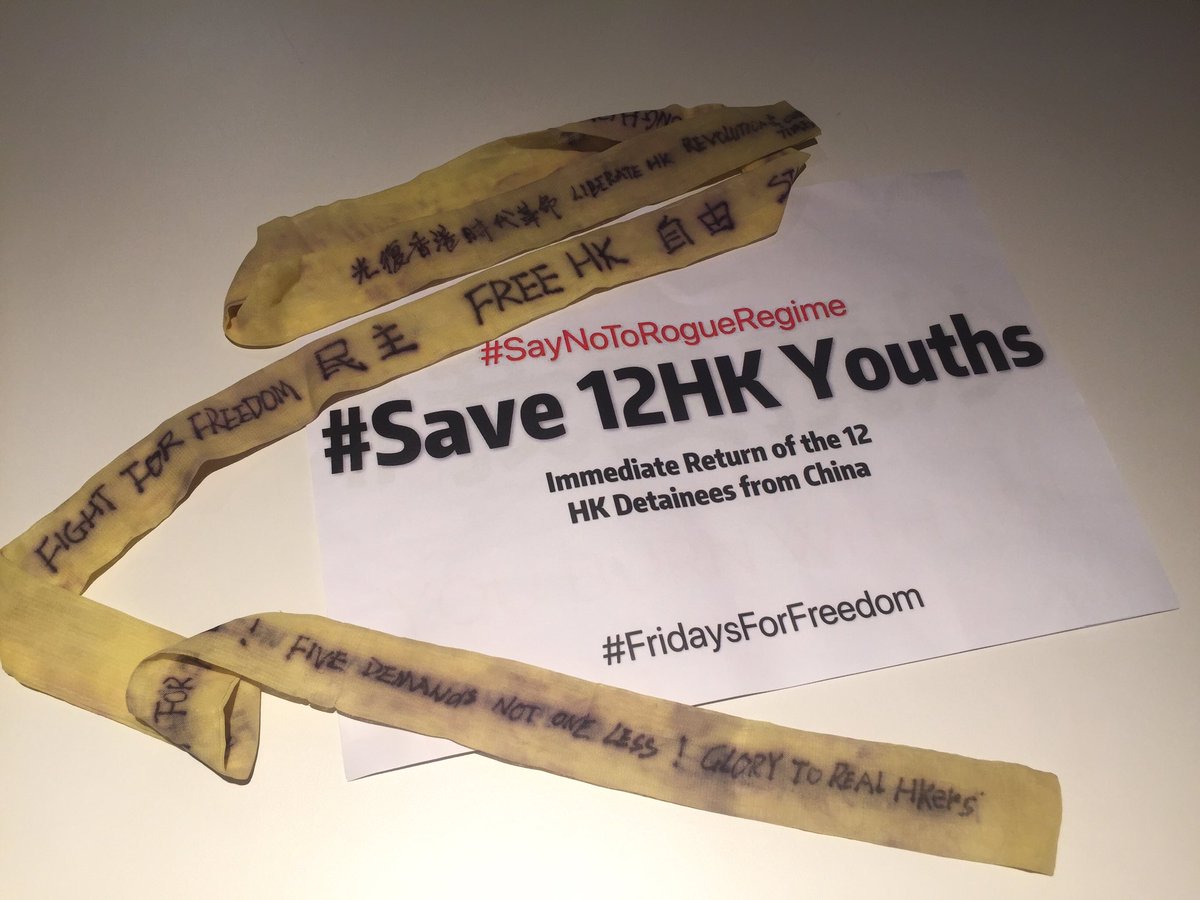 光復香港時代革命 LIBERATE HK REVOLUTION
FREE HK 自由
FIGHT FOR FREEDOM 民主
#SayNoToRogueRegime
#Save 12HK Youths
Immediate Return of the 12
HK Detainees from China
#FridaysForFreedom
FOR
! FIVE DEMANDS NOT ONE LESS ! GLORY TO REAL HKers